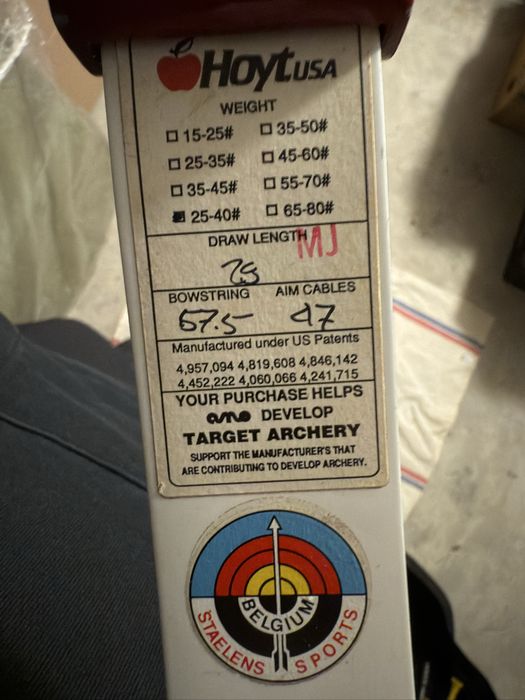 Hoyt USA
WEIGHT
15-25# 35-50#
25-35# 45-60#
35-45# 55-70#
25-40# 65-80#
DRAW LENGTH MJ
BOWSTRING AIM CABLES
57.5 47
Manufactured under US Patents
4,957,094 4,819,608 4,846,142
4,452,222 4,060,066 4,241,715
YOUR PURCHASE HELPS
amo DEVELOP
TARGET ARCHERY
SUPPORT THE MANUFACTURER'S THAT
ARE CONTRIBUTING TO DEVELOP ARCHERY.
BELGIUM
STAELENS SPORTS